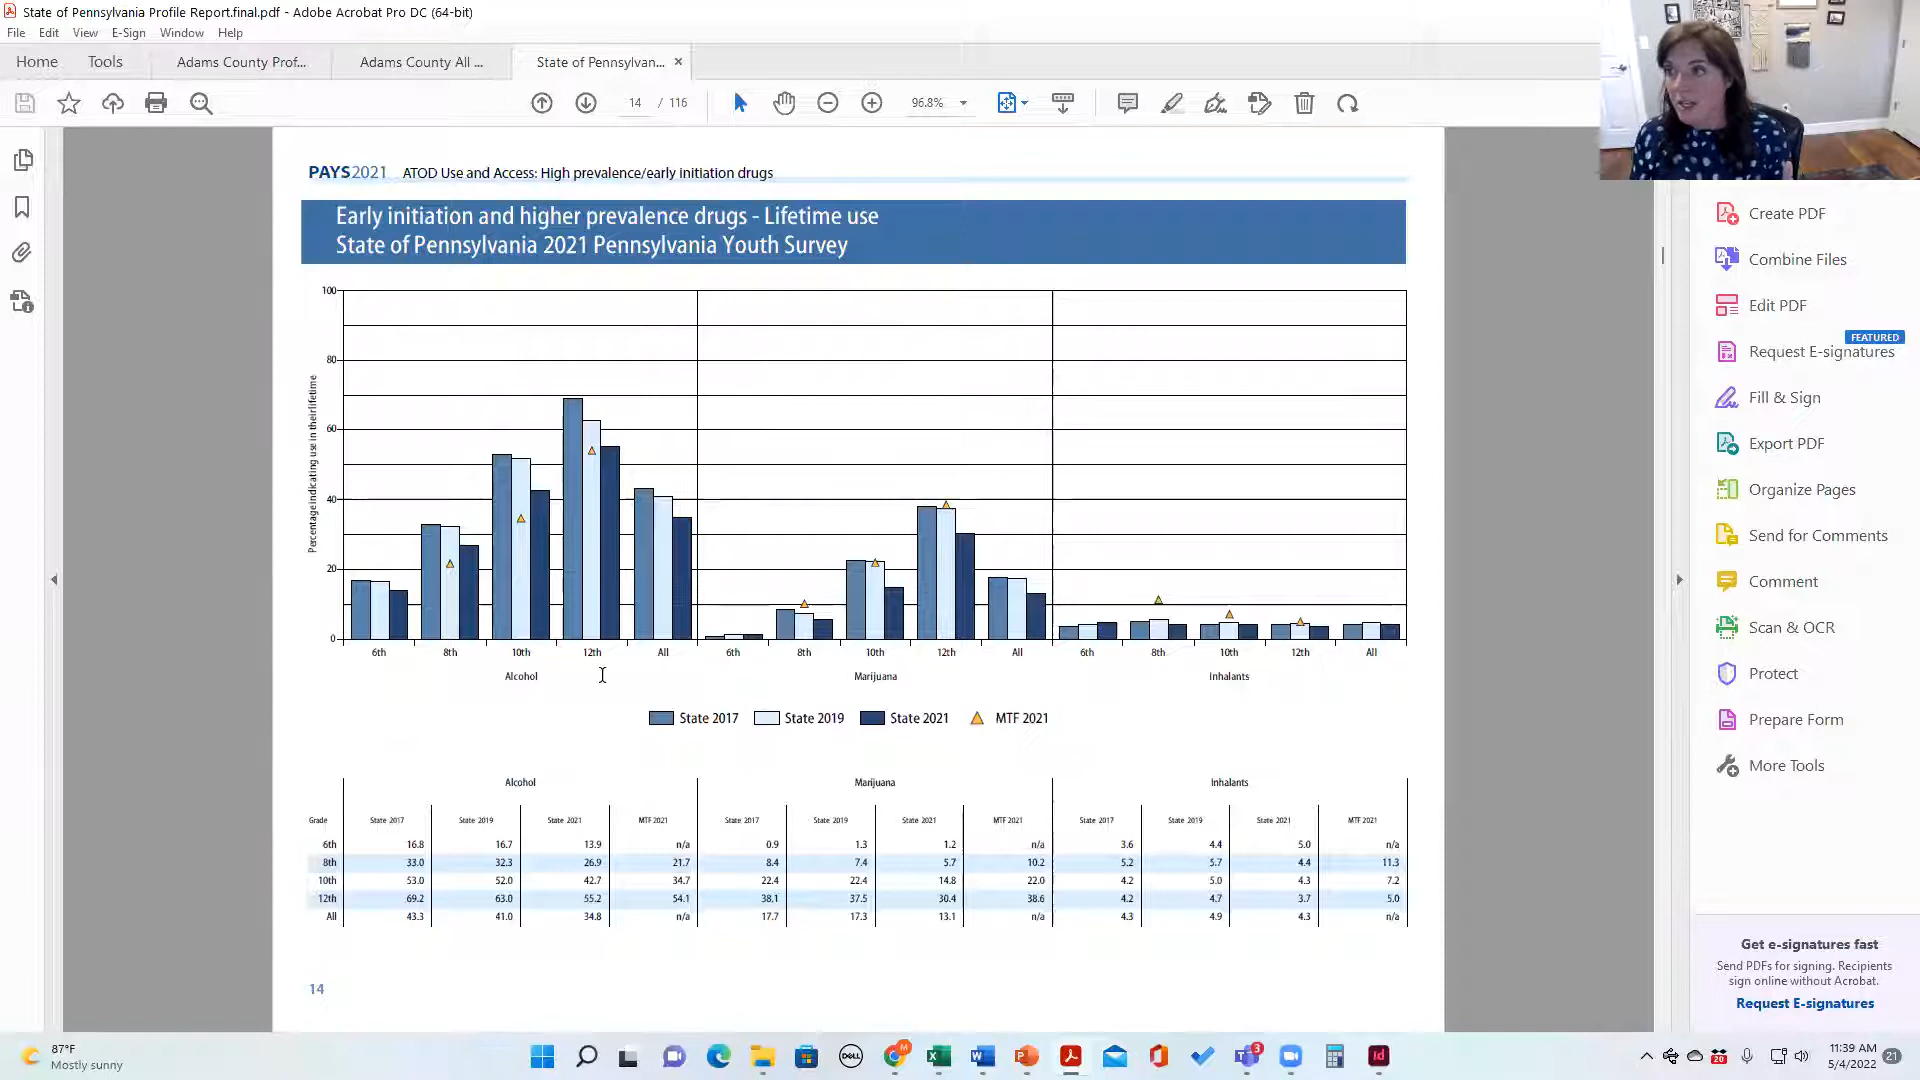 State of Pennsylvania Profile Report.final.pdf - Adobe Acrobat Pro DC (64-bit)
File Edit View E-Sign Window Help
Home Tools Adams County Prof... Adams County All ... State of Pennsylvan... ×
14 / 116 96.8%
PAYS2021 ATOD Use and Access: High prevalence/early initiation drugs
Early initiation and higher prevalence drugs - Lifetime use
State of Pennsylvania 2021 Pennsylvania Youth Survey
Percentage indicating use in their lifetime
100
80
60
40
20
0
6th 8th 10th 12th All 6th 8th 10th 12th All 6th 8th 10th 12th All
Alcohol Marijuana Inhalants
State 2017 State 2019 State 2021 MTF 2021
Alcohol Marijuana Inhalants
Grade State 2017 State 2019 State 2021 MTF 2021 State 2017 State 2019 State 2021 MTF 2021 State 2017 State 2019 State 2021 MTF 2021
6th 16.8 16.7 13.9 n/a 0.9 1.3 1.2 n/a 3.6 4.4 5.0 n/a
8th 33.0 32.3 26.9 21.7 8.4 7.4 5.7 10.2 5.2 5.7 4.4 11.3
10th 53.0 52.0 42.7 34.7 22.4 22.4 14.8 22.0 4.2 5.0 4.3 7.2
12th 69.2 63.0 55.2 54.1 38.1 37.5 30.4 38.6 4.2 4.7 3.7 5.0
All 43.3 41.0 34.8 n/a 17.7 17.3 13.1 n/a 4.3 4.9 4.3 n/a
14
Create PDF
Combine Files
Edit PDF
FEATURED
Request E-signatures
Fill & Sign
Export PDF
Organize Pages
Send for Comments
Comment
Scan & OCR
Protect
Prepare Form
More Tools
Get e-signatures fast
Send PDFs for signing. Recipients
sign online without Acrobat.
Request E-signatures
87°F
Mostly sunny
DELL
M
3
Id
20
11:39 AM
5/4/2022
21